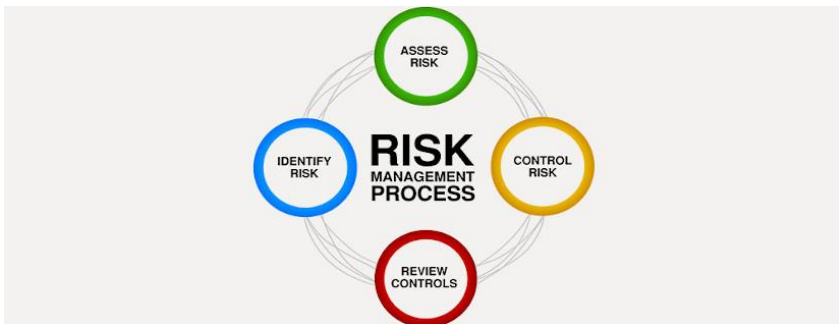 ASSESS
RISK
IDENTIFY
RISK
RISK
MANAGEMENT
PROCESS
CONTROL
RISK
REVIEW
CONTROLS